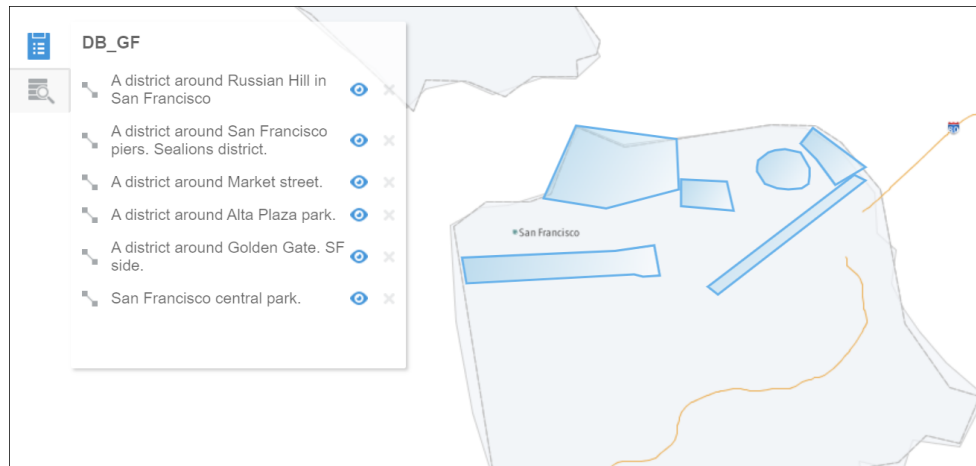 DB_GF
A district around Russian Hill in
San Francisco
A district around San Francisco
piers. Sealions district.
A district around Market street.
A district around Alta Plaza park.
A district around Golden Gate. SF
side.
San Francisco central park.
San Francisco